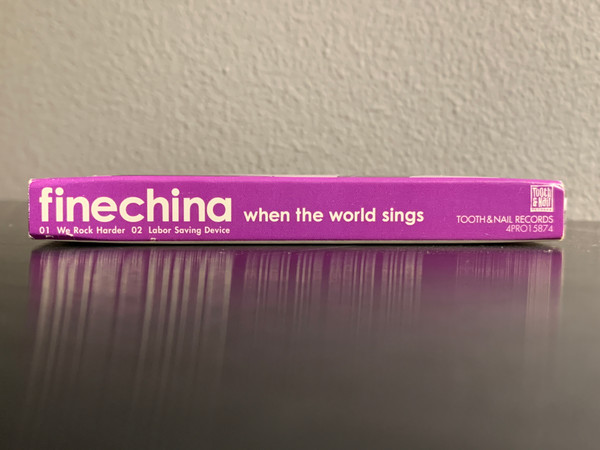 finechina
01 We Rock Harder 02 Labor Saving Device
when the world sings
TOOTH & NAIL
TOOTH & NAIL RECORDS
4PRO15874